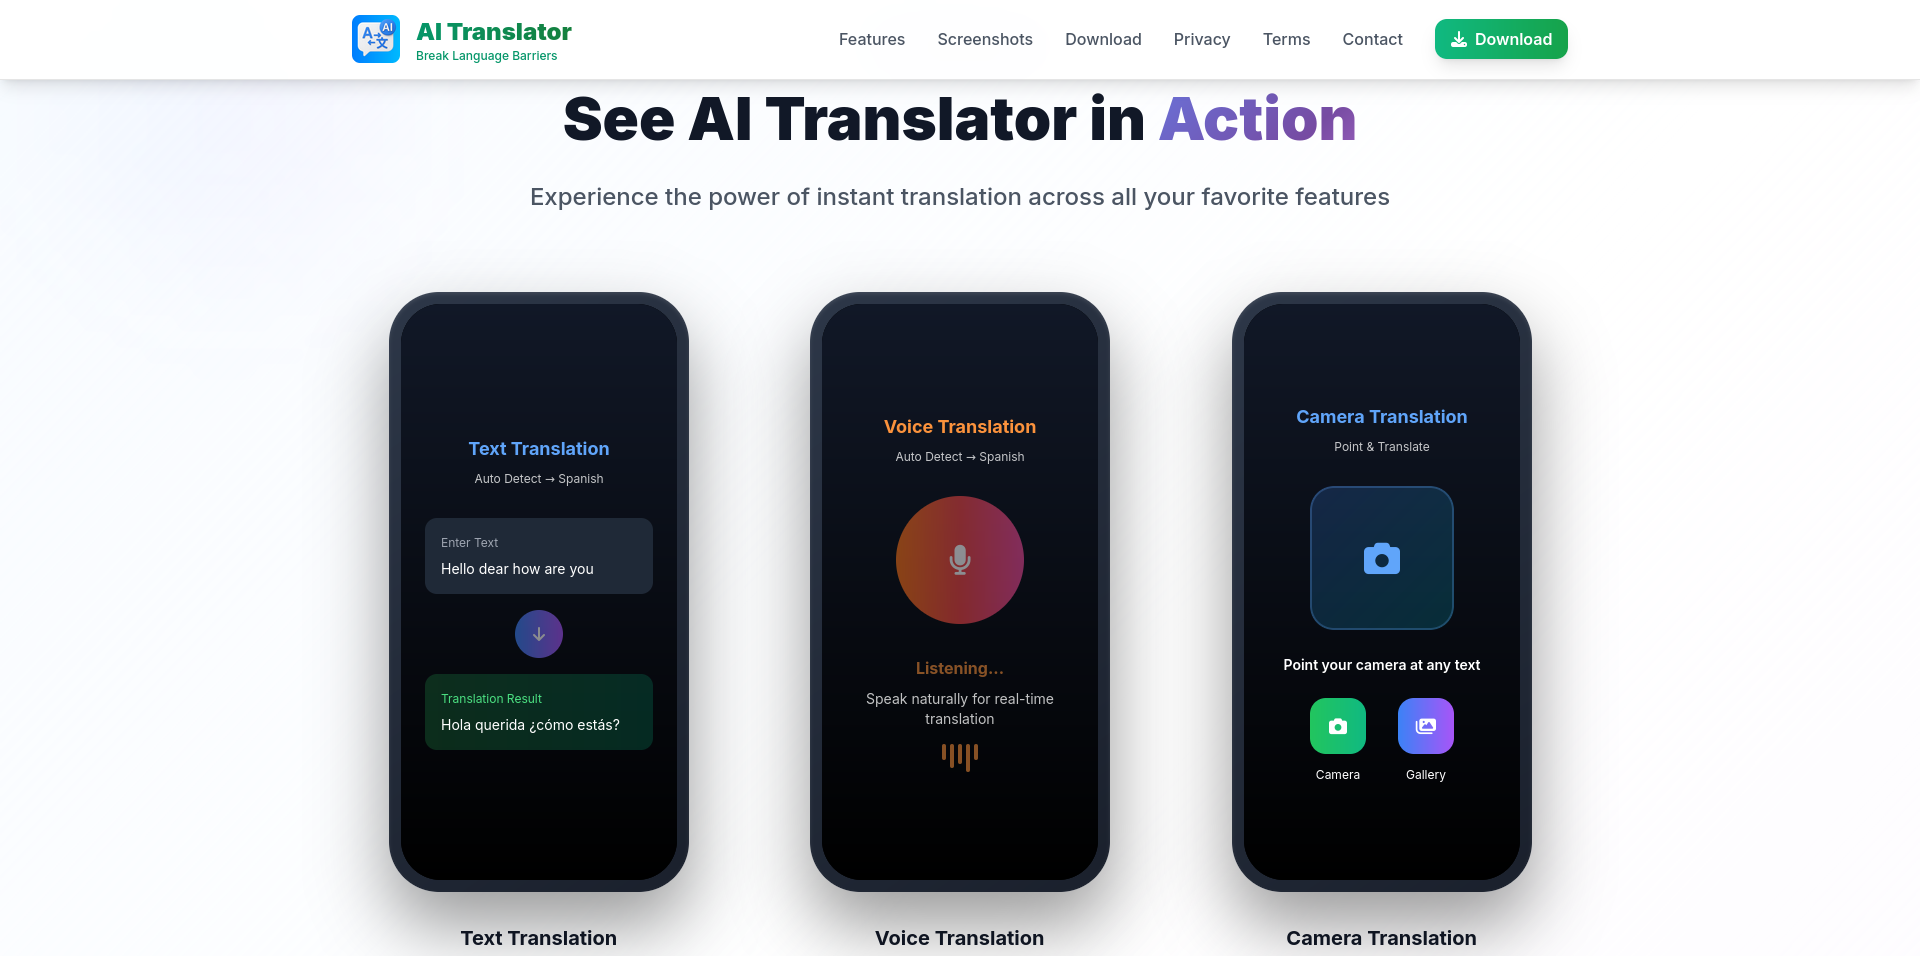 AI Translator
Break Language Barriers
Features
Screenshots
Download
Privacy
Terms
Contact
Download
See AI Translator in Action
Experience the power of instant translation across all your favorite features
Text Translation
Auto Detect → Spanish
Enter Text
Hello dear how are you
Translation Result
Hola querida ¿cómo estás?
Text Translation
Voice Translation
Auto Detect → Spanish
Listening...
Speak naturally for real-time
translation
Voice Translation
Camera Translation
Point & Translate
Point your camera at any text
Camera
Gallery
Camera Translation